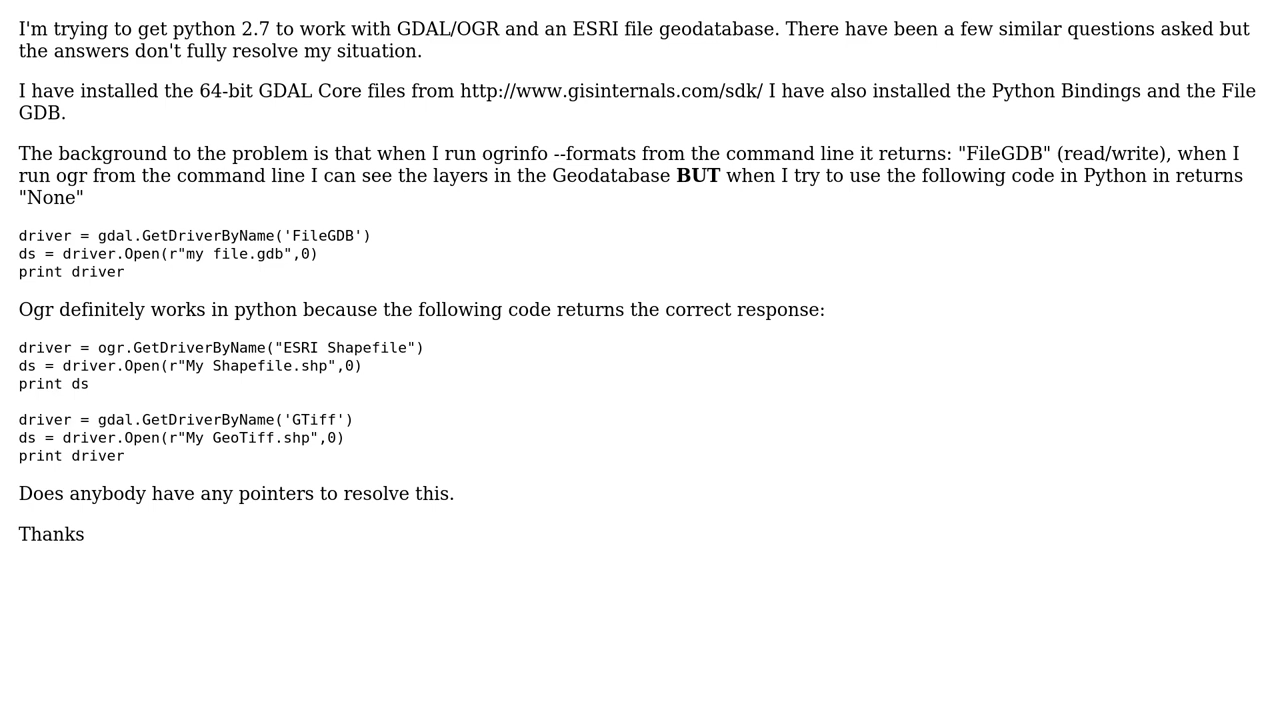 I'm trying to get python 2.7 to work with GDAL/OGR and an ESRI file geodatabase. There have been a few similar questions asked but
the answers don't fully resolve my situation.
I have installed the 64-bit GDAL Core files from http://www.gisinternals.com/sdk/ I have also installed the Python Bindings and the File
GDB.
The background to the problem is that when I run ogrinfo --formats from the command line it returns: "FileGDB" (read/write), when I
run ogr from the command line I can see the layers in the Geodatabase BUT when I try to use the following code in Python in returns
"None"
driver = gdal.GetDriverByName('FileGDB')
ds = driver.Open(r"my file.gdb",0)
print driver
Ogr definitely works in python because the following code returns the correct response:
driver = ogr.GetDriverByName("ESRI Shapefile")
ds = driver.Open(r"My Shapefile.shp",0)
print ds
driver = gdal.GetDriverByName('GTiff')
ds = driver.Open(r"My GeoTiff.shp",0)
print driver
Does anybody have any pointers to resolve this.
Thanks